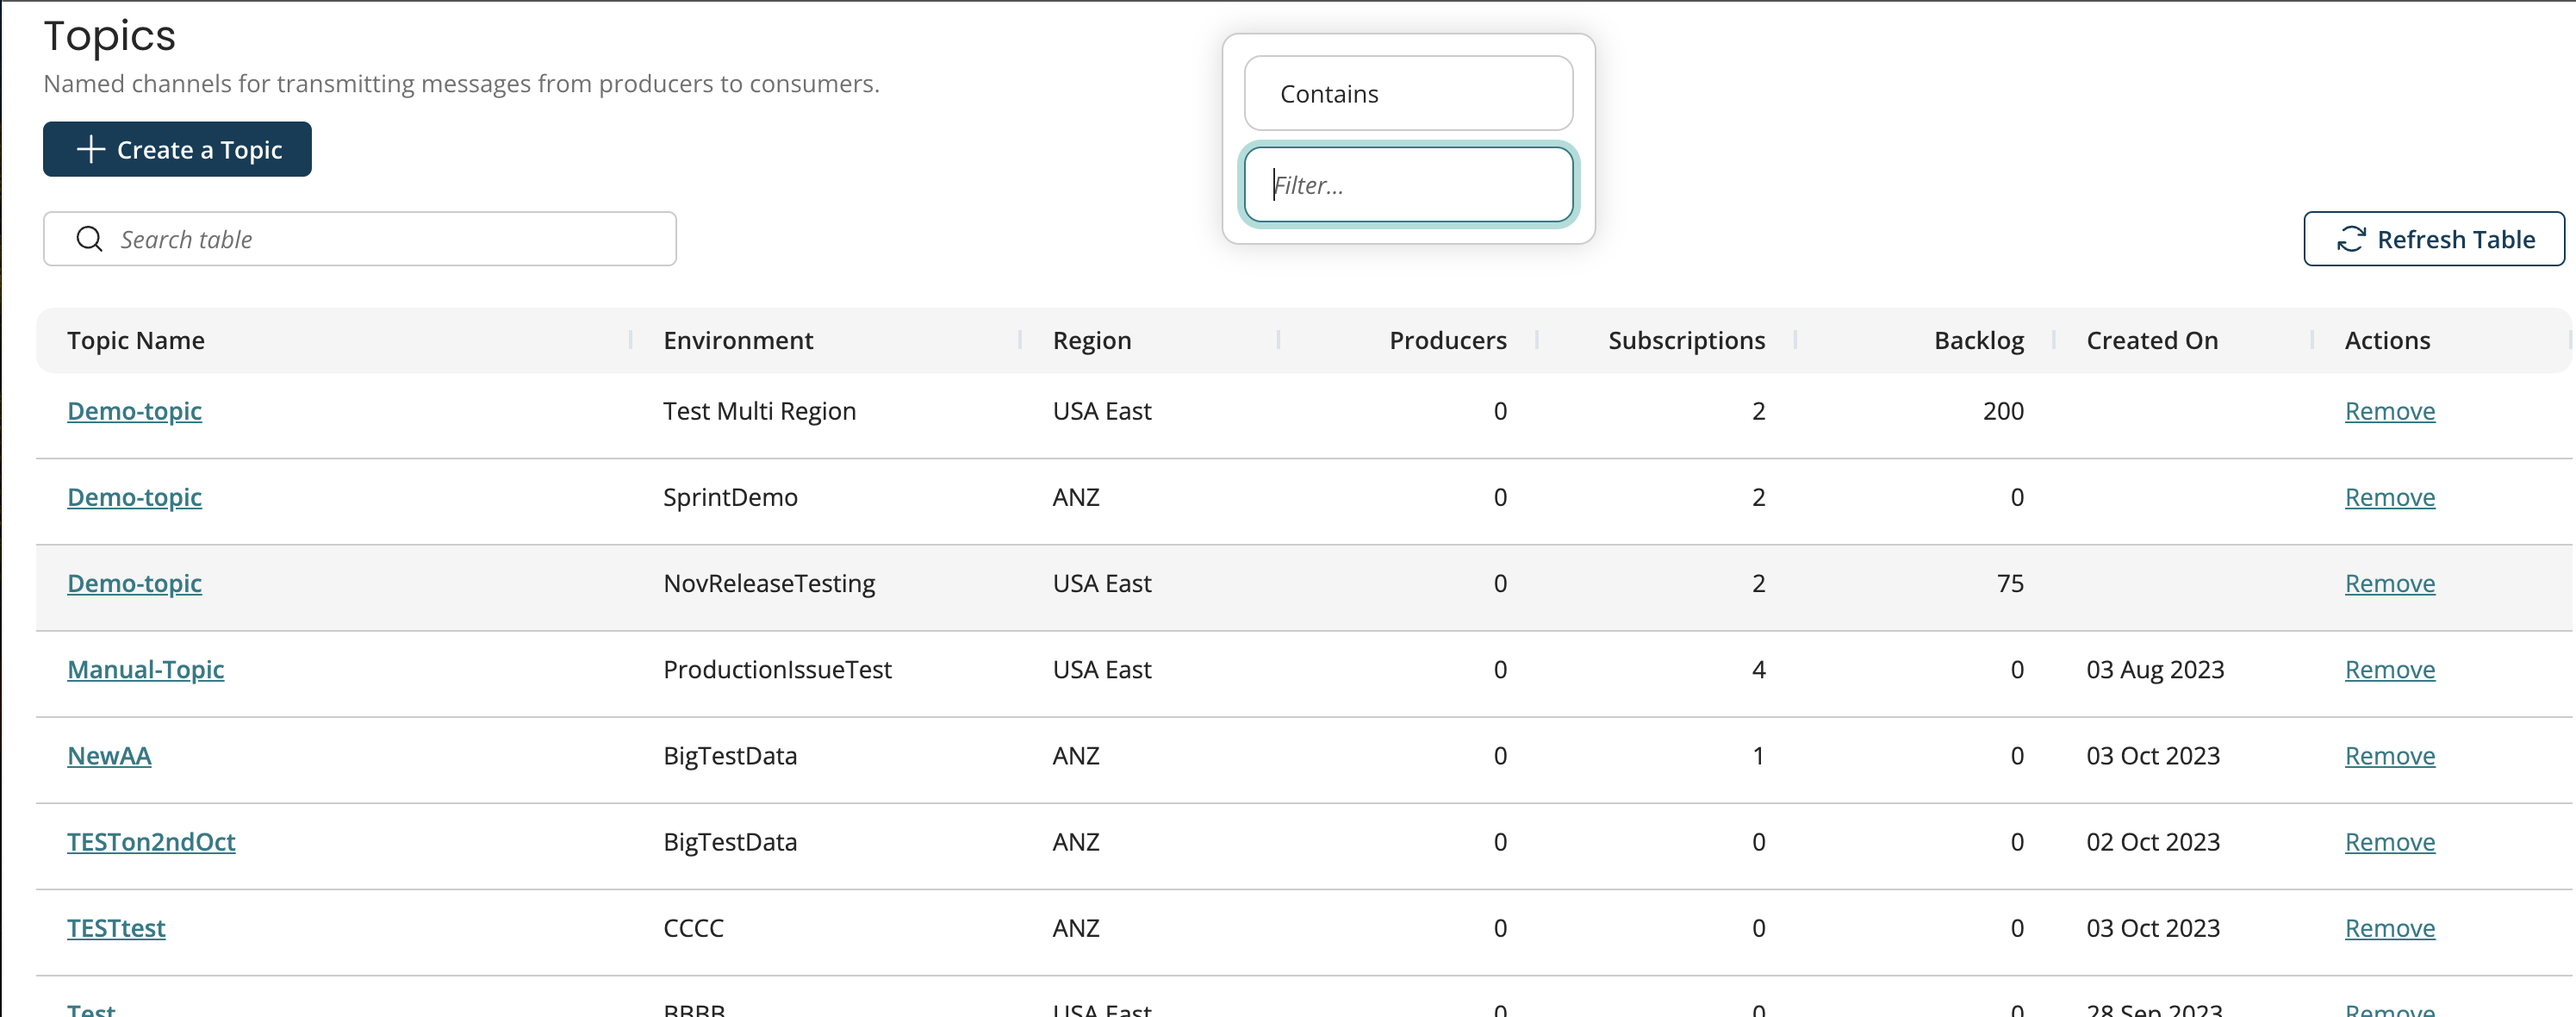 Topics
Named channels for transmitting messages from producers to consumers.
Create a Topic
Contains
Filter...
Search table
Refresh Table
Topic Name Environment Region Producers Subscriptions Backlog Created On Actions
Demo-topic Test Multi Region USA East 0 2 200 Remove
Demo-topic SprintDemo ANZ 0 2 0 Remove
Demo-topic NovReleaseTesting USA East 0 2 75 Remove
Manual-Topic ProductionIssueTest USA East 0 4 0 03 Aug 2023 Remove
NewAA BigTestData ANZ 0 1 0 03 Oct 2023 Remove
TESTon2ndOct BigTestData ANZ 0 0 0 02 Oct 2023 Remove
TESTtest CCCC ANZ 0 0 0 03 Oct 2023 Remove
Test BBBB USA East 0 0 0 28 Sep 2023 Remove